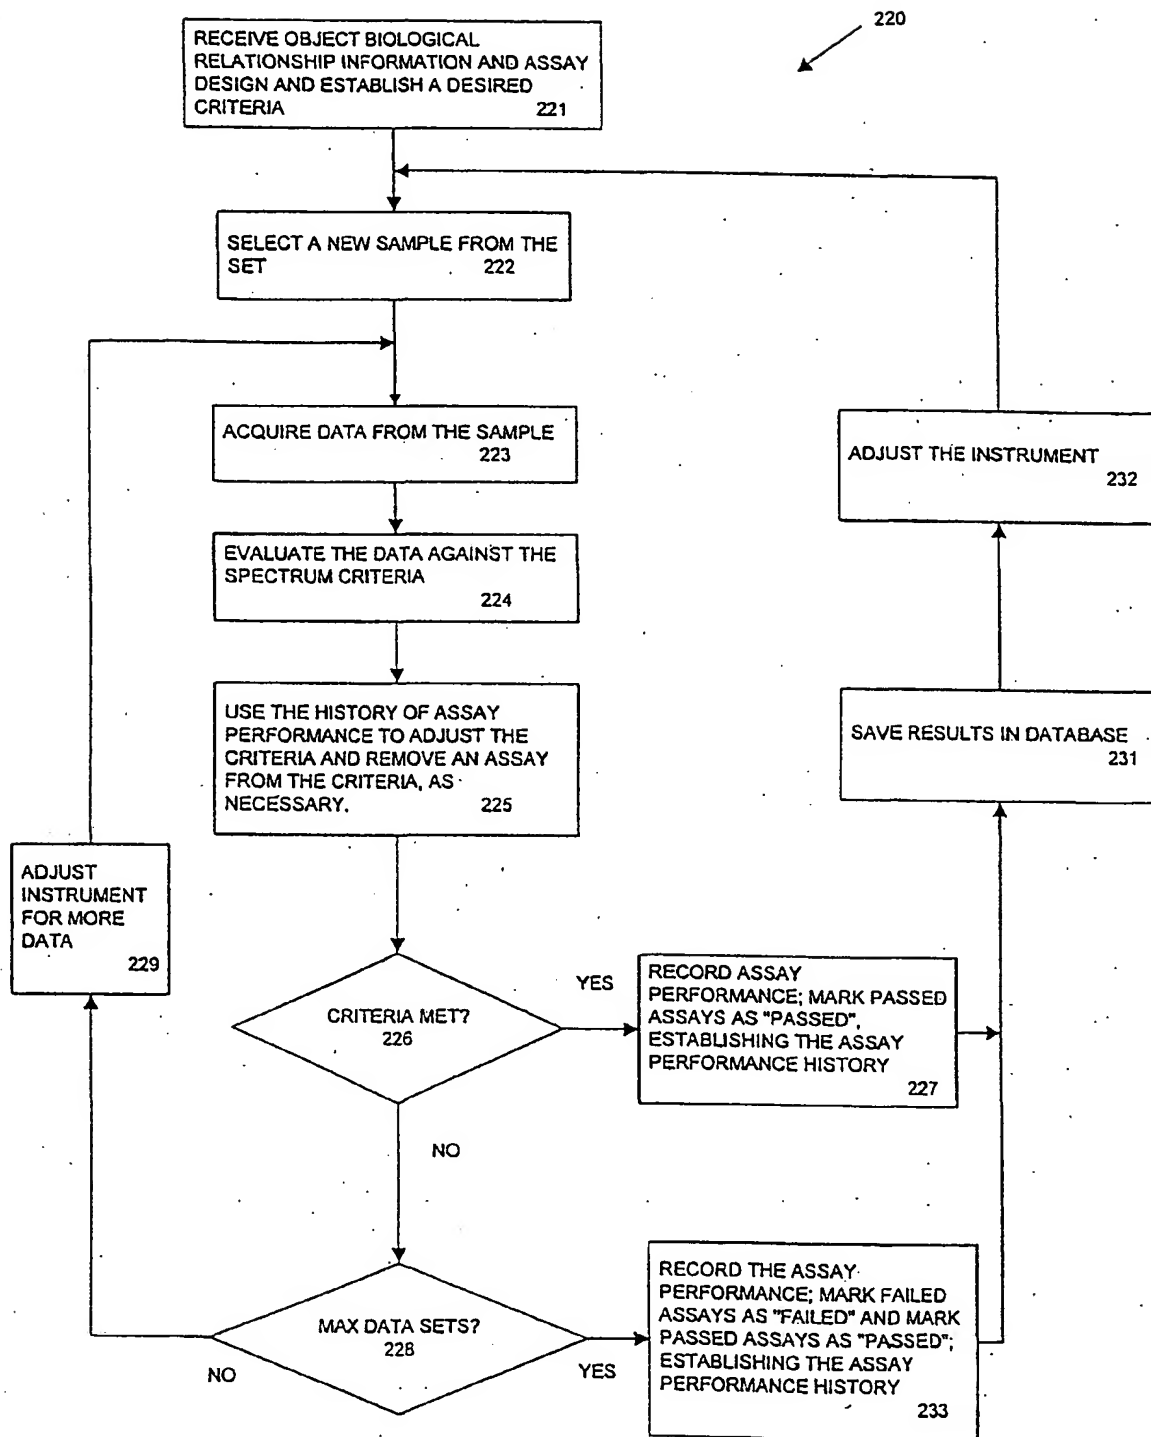 220
RECEIVE OBJECT BIOLOGICAL
RELATIONSHIP INFORMATION AND ASSAY
DESIGN AND ESTABLISH A DESIRED
CRITERIA 221
SELECT A NEW SAMPLE FROM THE
SET 222
ACQUIRE DATA FROM THE SAMPLE
223
EVALUATE THE DATA AGAINST THE
SPECTRUM CRITERIA
224
USE THE HISTORY OF ASSAY
PERFORMANCE TO ADJUST THE
CRITERIA AND REMOVE AN ASSAY
FROM THE CRITERIA, AS
NECESSARY. 225
CRITERIA MET?
226
YES
RECORD ASSAY
PERFORMANCE; MARK PASSED
ASSAYS AS "PASSED",
ESTABLISHING THE ASSAY
PERFORMANCE HISTORY
227
NO
MAX DATA SETS?
228
NO
YES
ADJUST
INSTRUMENT
FOR MORE
DATA
229
RECORD THE ASSAY
PERFORMANCE; MARK FAILED
ASSAYS AS "FAILED" AND MARK
PASSED ASSAYS AS "PASSED";
ESTABLISHING THE ASSAY
PERFORMANCE HISTORY
233
SAVE RESULTS IN DATABASE
231
ADJUST THE INSTRUMENT
232